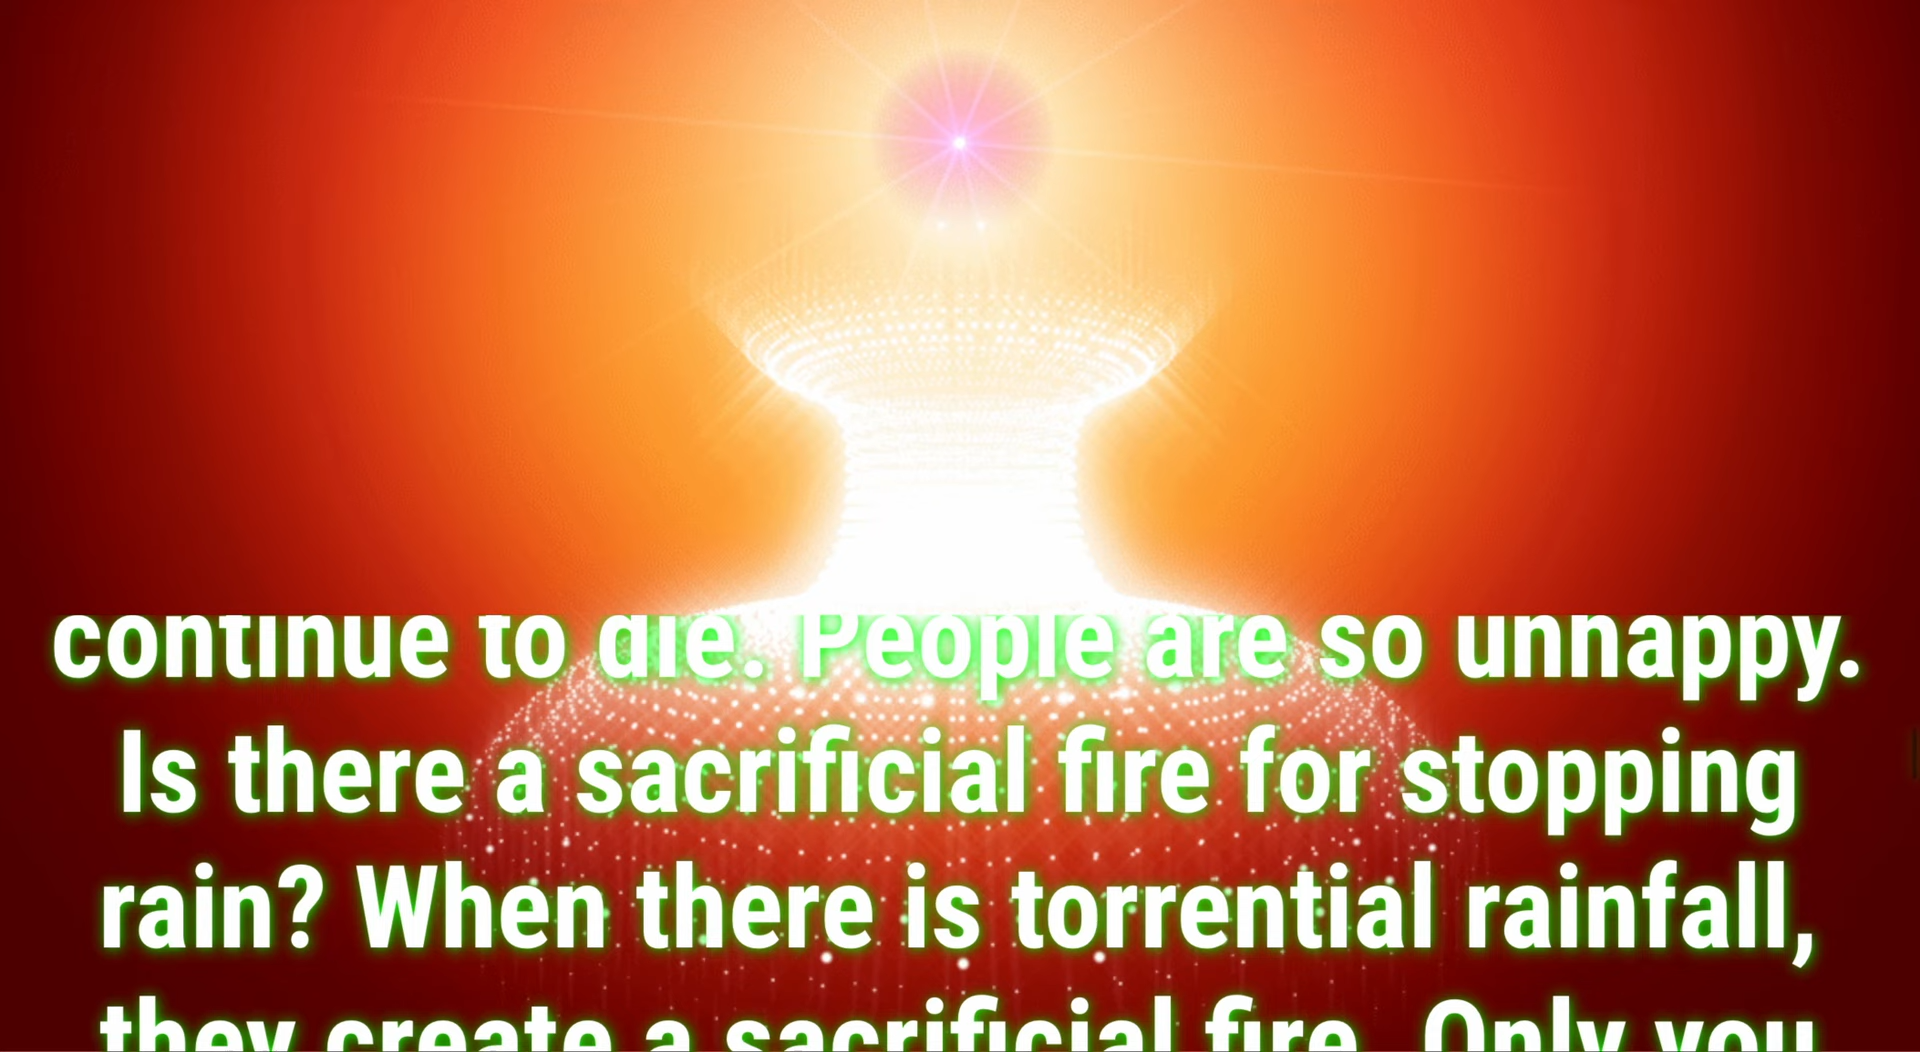 continue to die. People are so unhappy.
Is there a sacrificial fire for stopping
rain? When there is torrential rainfall,
they create a sacrificial fire. Only you